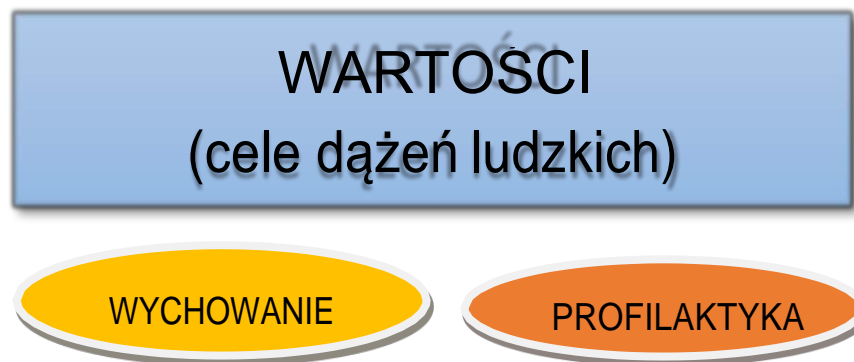 WARTOŚCI
(cele dążeń ludzkich)
WYCHOWANIE
PROFILAKTYKA